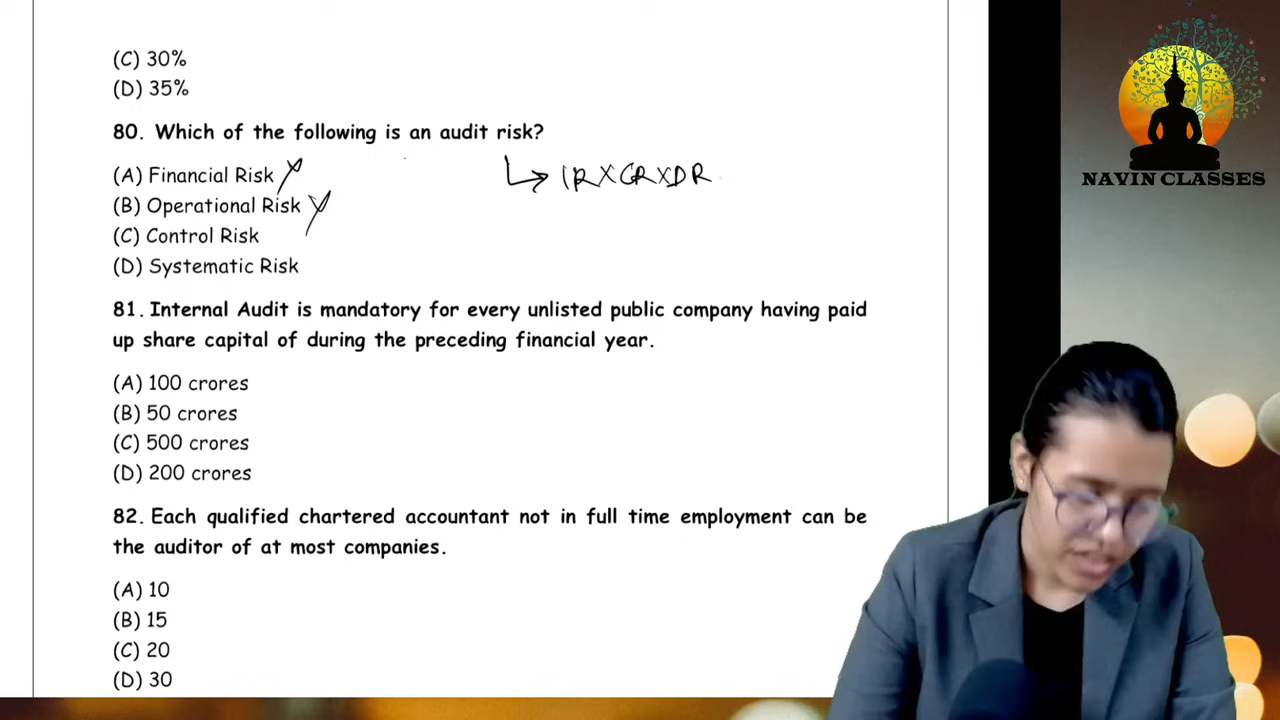 (C) 30%
(D) 35%
80. Which of the following is an audit risk?
(A) Financial Risk
IR X CR X DR
(B) Operational Risk
(C) Control Risk
(D) Systematic Risk
81. Internal Audit is mandatory for every unlisted public company having paid
up share capital of during the preceding financial year.
(A) 100 crores
(B) 50 crores
(C) 500 crores
(D) 200 crores
82. Each qualified chartered accountant not in full time employment can be
the auditor of at most companies.
(A) 10
(B) 15
(C) 20
(D) 30
NAVIN CLASSES